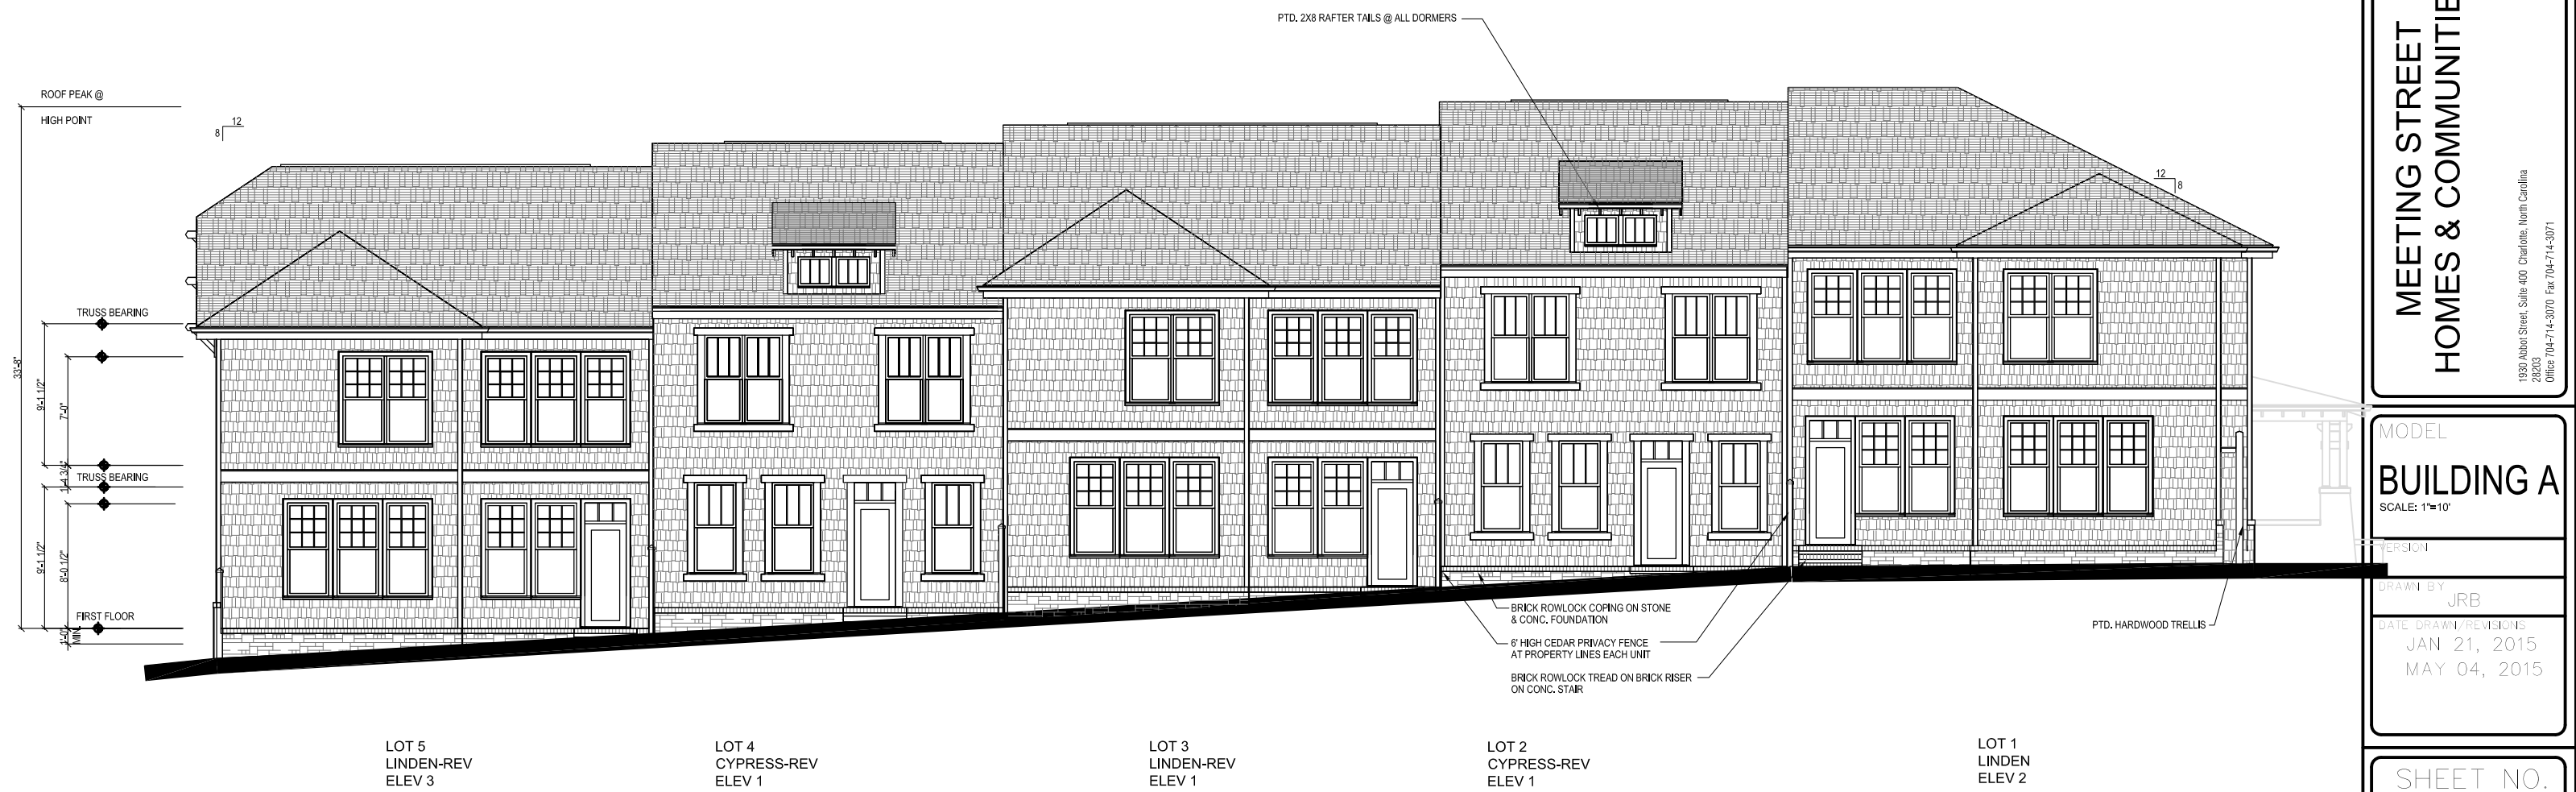 PTD. 2X8 RAFTER TAILS @ ALL DORMERS
ROOF PEAK @
HIGH POINT
12
8
12
8
TRUSS BEARING
33'-8"
9'-1 1/2"
7'-0"
1'-4 3/4"
TRUSS BEARING
9'-1 1/2"
8'-0 1/2"
FIRST FLOOR
1'-0"
MIN.
BRICK ROWLOCK COPING ON STONE
& CONC. FOUNDATION
6' HIGH CEDAR PRIVACY FENCE
AT PROPERTY LINES EACH UNIT
BRICK ROWLOCK TREAD ON BRICK RISER
ON CONC. STAIR
PTD. HARDWOOD TRELLIS
LOT 5
LINDEN-REV
ELEV 3
LOT 4
CYPRESS-REV
ELEV 1
LOT 3
LINDEN-REV
ELEV 1
LOT 2
CYPRESS-REV
ELEV 1
LOT 1
LINDEN
ELEV 2
MEETING STREET
HOMES & COMMUNITIE
1930 Abbot Street, Suite 400 Charlotte, North Carolina
28203
Office 704-714-3070 Fax 704-714-3071
MODEL
BUILDING A
SCALE: 1"=10'
VERSION
DRAWN BY
JRB
DATE DRAWN/REVISIONS
JAN 21, 2015
MAY 04, 2015
SHEET NO.